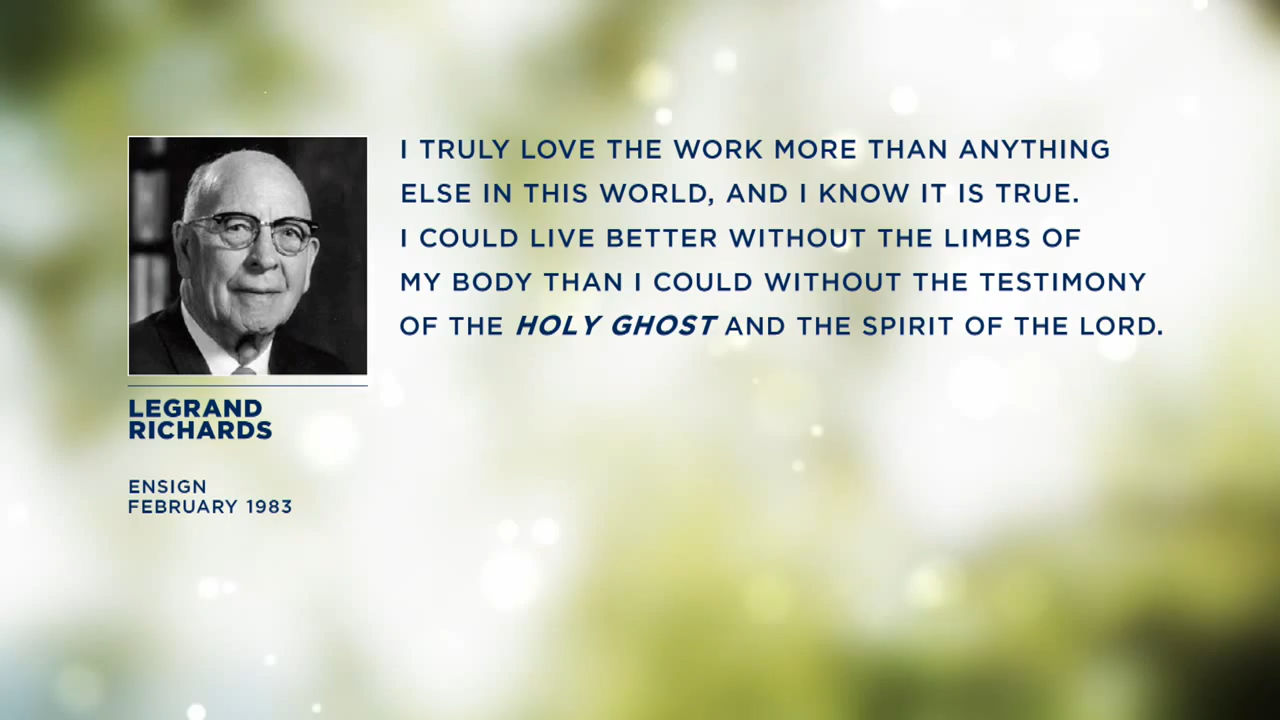 I TRULY LOVE THE WORK MORE THAN ANYTHING
ELSE IN THIS WORLD, AND I KNOW IT IS TRUE.
I COULD LIVE BETTER WITHOUT THE LIMBS OF
MY BODY THAN I COULD WITHOUT THE TESTIMONY
OF THE HOLY GHOST AND THE SPIRIT OF THE LORD.
LEGRAND
RICHARDS
ENSIGN
FEBRUARY 1983